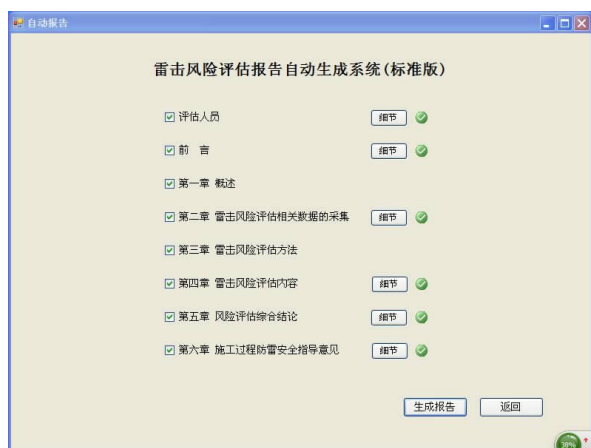 自动报告
雷击风险评估报告自动生成系统(标准版)
评估人员 细节
前 言 细节
第一章 概述
第二章 雷击风险评估相关数据的采集 细节
第三章 雷击风险评估方法
第四章 雷击风险评估内容 细节
第五章 风险评估综合结论 细节
第六章 施工过程防雷安全指导意见 细节
生成报告 返回
38%